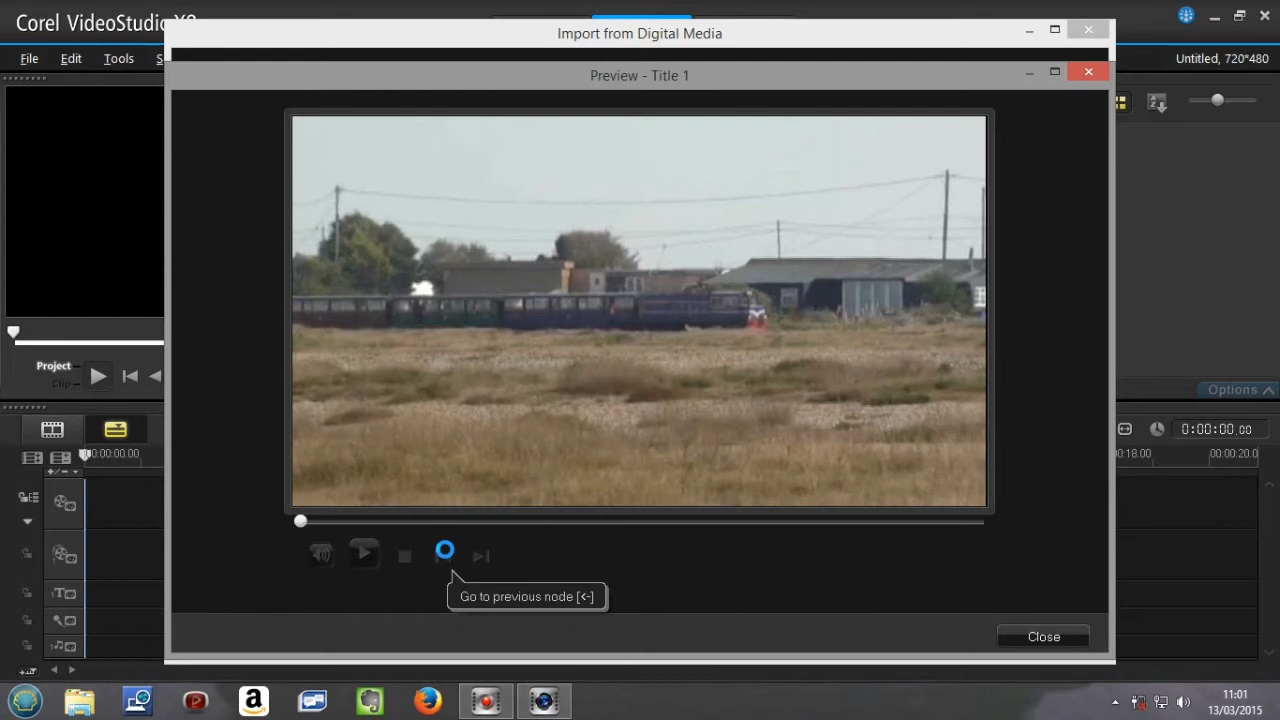 Corel VideoStudio X8
Import from Digital Media
File Edit Tools
Untitled, 720*480
Preview - Title 1
Project
Clip
Options
0:00:00.00
00:00:00.00
:00:18.00
00:00:20.0
Go to previous node [<-]
Close
11:01
13/03/2015